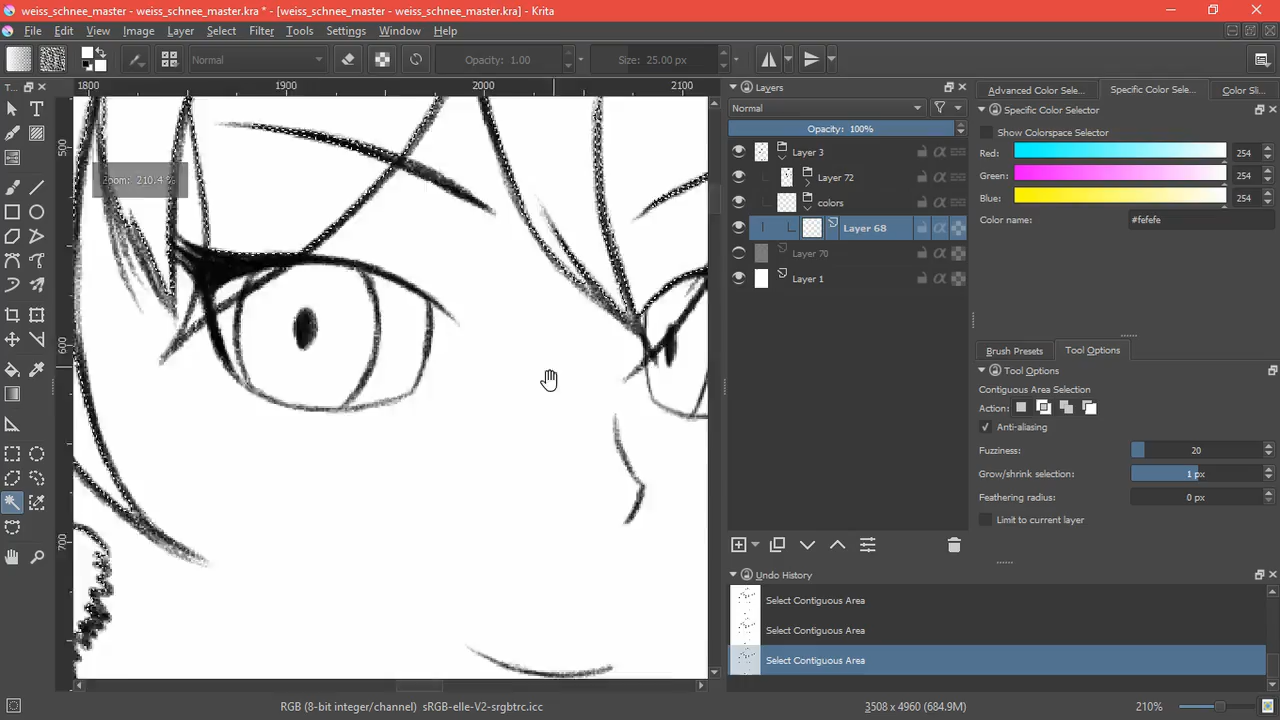 weiss_schnee_master - weiss_schnee_master.kra * - [weiss_schnee_master - weiss_schnee_master.kra] - Krita
File Edit View Image Layer Select Filter Tools Settings Window Help
Normal
Opacity: 1.00
Size: 25.00 px
T...
1800 1900 2000 2100
500
600
700
Zoom: 210.4 %
Layers
Normal
Opacity: 100%
Layer 3
Layer 72
colors
Layer 68
Layer 70
Layer 1
Undo History
Select Contiguous Area
Select Contiguous Area
Select Contiguous Area
Advanced Color Sele... Specific Color Sele... Color Sli...
Specific Color Selector
Show Colorspace Selector
Red: 254
Green: 254
Blue: 254
Color name: #fefefe
Brush Presets Tool Options
Tool Options
Contiguous Area Selection
Action:
Anti-aliasing
Fuzziness: 20
Grow/shrink selection: 1 px
Feathering radius: 0 px
Limit to current layer
RGB (8-bit integer/channel) sRGB-elle-V2-srgbtrc.icc
3508 x 4960 (684.9M)
210%